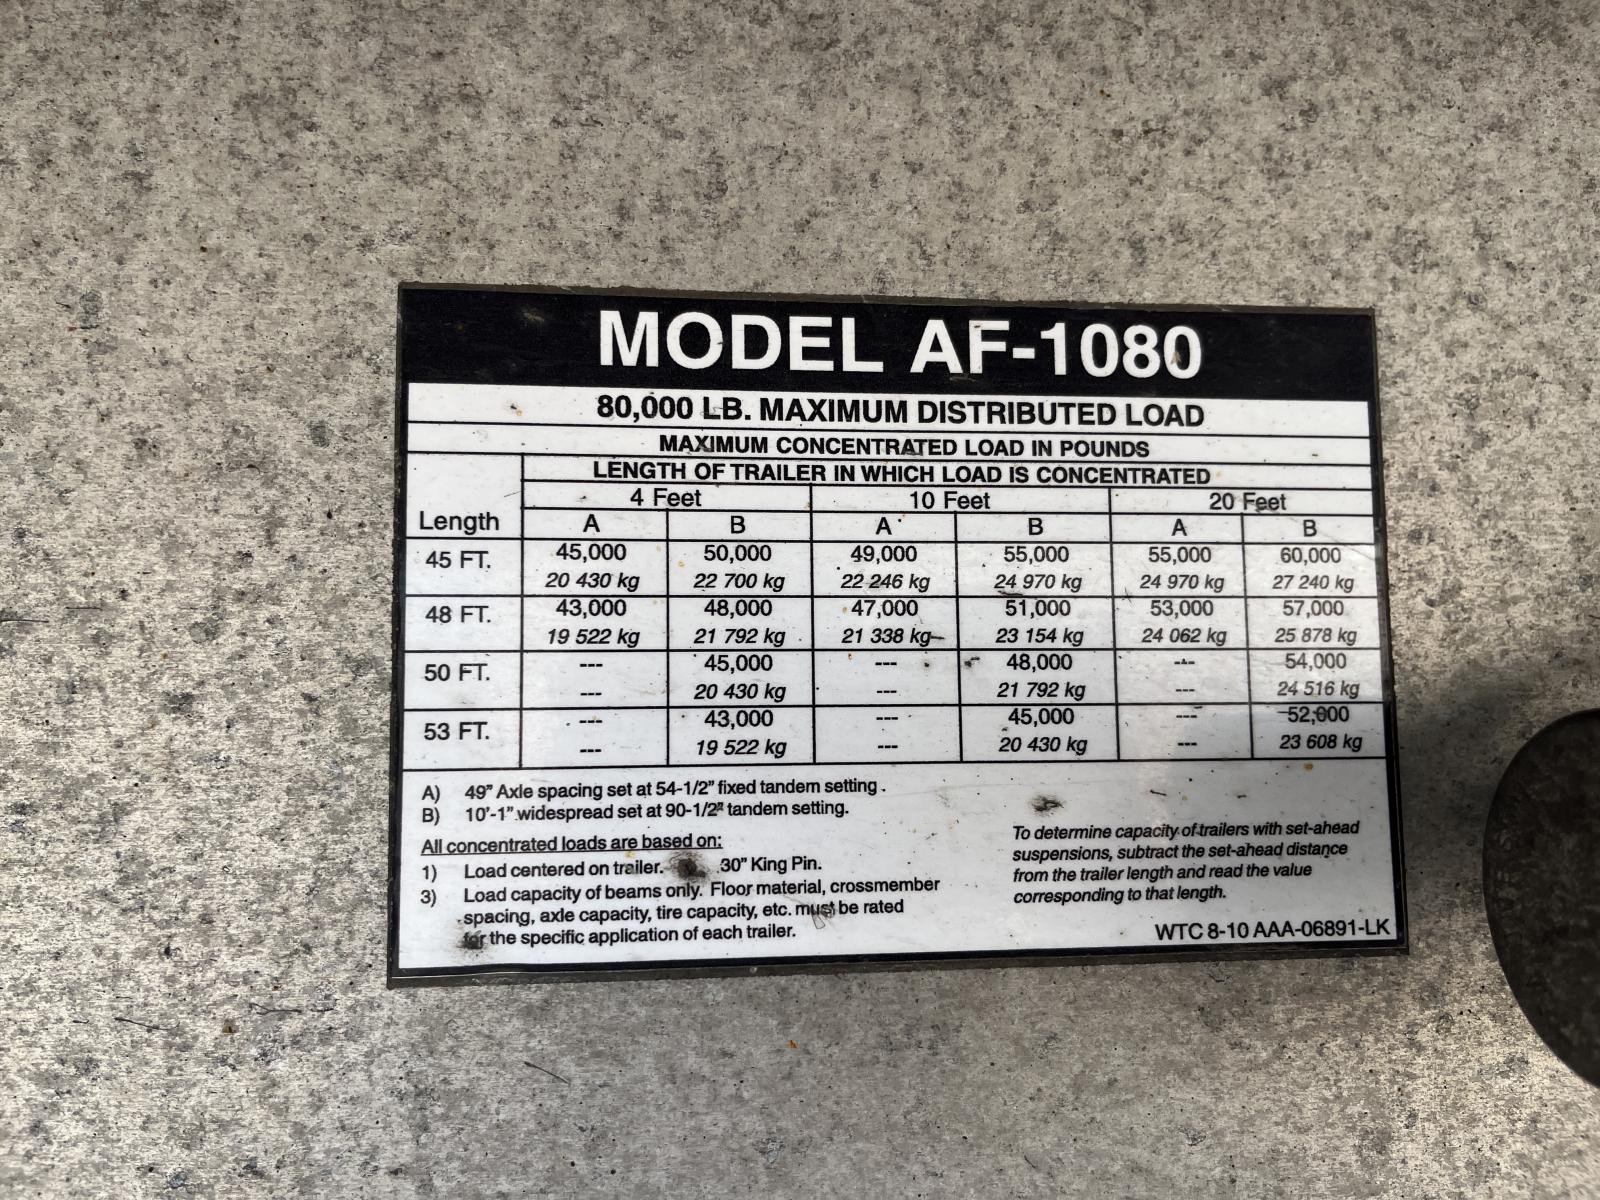 MODEL AF-1080
80,000 LB. MAXIMUM DISTRIBUTED LOAD
MAXIMUM CONCENTRATED LOAD IN POUNDS
LENGTH OF TRAILER IN WHICH LOAD IS CONCENTRATED
4 Feet 10 Feet 20 Feet
Length A B A B A B
45 FT. 45,000 50,000 49,000 55,000 55,000 60,000
20 430 kg 22 700 kg 22 246 kg 24 970 kg 24 970 kg 27 240 kg
48 FT. 43,000 48,000 47,000 51,000 53,000 57,000
19 522 kg 21 792 kg 21 338 kg 23 154 kg 24 062 kg 25 878 kg
50 FT. --- 45,000 --- 48,000 --- 54,000
--- 20 430 kg --- 21 792 kg --- 24 516 kg
53 FT. --- 43,000 --- 45,000 --- 52,000
--- 19 522 kg --- 20 430 kg --- 23 608 kg
A) 49" Axle spacing set at 54-1/2" fixed tandem setting.
B) 10'-1" widespread set at 90-1/2" tandem setting.
All concentrated loads are based on:
1) Load centered on trailer. 30" King Pin.
3) Load capacity of beams only. Floor material, crossmember
spacing, axle capacity, tire capacity, etc. must be rated
for the specific application of each trailer.
To determine capacity of trailers with set-ahead
suspensions, subtract the set-ahead distance
from the trailer length and read the value
corresponding to that length.
WTC 8-10 AAA-06891-LK